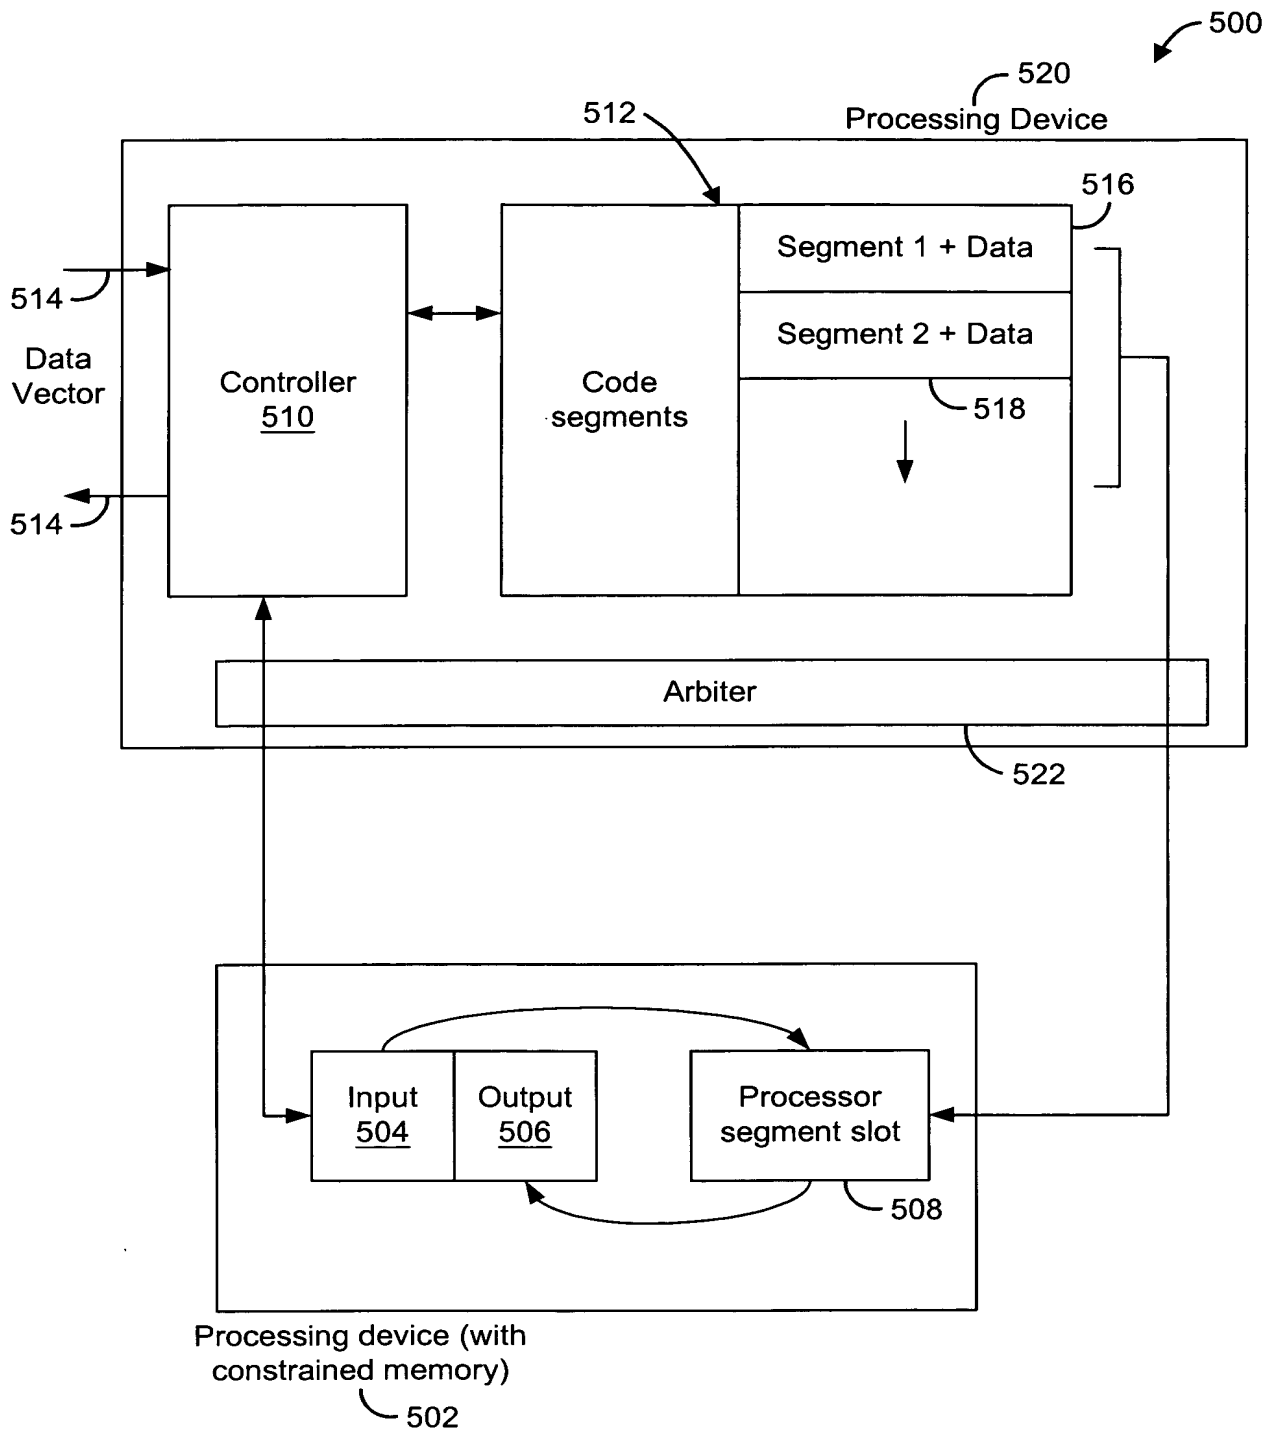 500
520
Processing Device
512
516
Segment 1 + Data
514
Segment 2 + Data
Data
Vector
Controller
510
Code
segments
518
514
Arbiter
522
Input
504
Output
506
Processor
segment slot
508
Processing device (with
constrained memory)
502